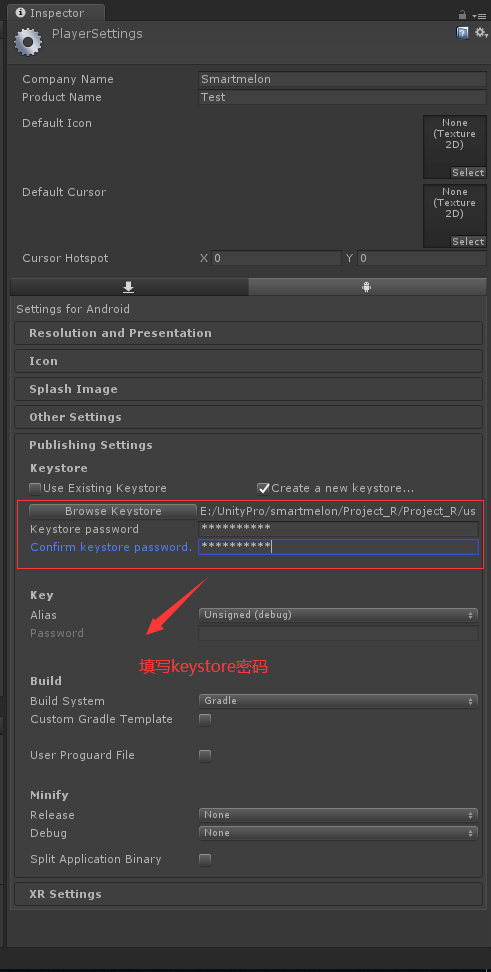 Inspector
PlayerSettings
Company Name Smartmelon
Product Name Test
Default Icon
None
(Texture
2D)
Select
Default Cursor
None
(Texture
2D)
Select
Cursor Hotspot X 0 Y 0
Settings for Android
Resolution and Presentation
Icon
Splash Image
Other Settings
Publishing Settings
Keystore
Use Existing Keystore Create a new keystore...
Browse Keystore E:/UnityPro/smartmelon/Project_R/Project_R/us
Keystore password **********
Confirm keystore password. **********
Key
Alias Unsigned (debug)
Password
填写keystore密码
Build
Build System Gradle
Custom Gradle Template
User Proguard File
Minify
Release None
Debug None
Split Application Binary
XR Settings